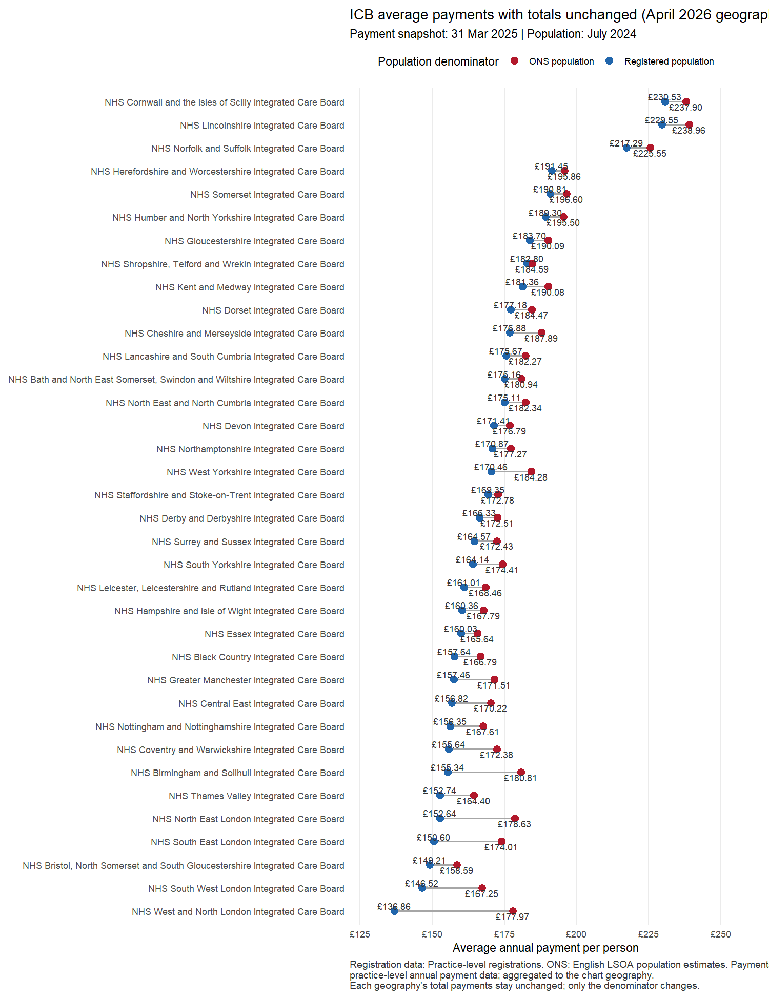 ICB average payments with totals unchanged (April 2026 geograp
Payment snapshot: 31 Mar 2025 | Population: July 2024
Population denominator ONS population Registered population
NHS Cornwall and the Isles of Scilly Integrated Care Board £230.53 £237.90
NHS Lincolnshire Integrated Care Board £229.55 £238.96
NHS Norfolk and Suffolk Integrated Care Board £217.29 £225.55
NHS Herefordshire and Worcestershire Integrated Care Board £191.45 £195.86
NHS Somerset Integrated Care Board £190.81 £196.60
NHS Humber and North Yorkshire Integrated Care Board £189.30 £195.50
NHS Gloucestershire Integrated Care Board £183.70 £190.09
NHS Shropshire, Telford and Wrekin Integrated Care Board £182.80 £184.59
NHS Kent and Medway Integrated Care Board £181.36 £190.08
NHS Dorset Integrated Care Board £177.18 £184.47
NHS Cheshire and Merseyside Integrated Care Board £176.88 £187.89
NHS Lancashire and South Cumbria Integrated Care Board £175.67 £182.27
NHS Bath and North East Somerset, Swindon and Wiltshire Integrated Care Board £175.16 £180.94
NHS North East and North Cumbria Integrated Care Board £175.11 £182.34
NHS Devon Integrated Care Board £171.41 £176.79
NHS Northamptonshire Integrated Care Board £170.87 £177.27
NHS West Yorkshire Integrated Care Board £170.46 £184.28
NHS Staffordshire and Stoke-on-Trent Integrated Care Board £169.35 £172.78
NHS Derby and Derbyshire Integrated Care Board £166.33 £172.51
NHS Surrey and Sussex Integrated Care Board £164.57 £172.43
NHS South Yorkshire Integrated Care Board £164.14 £174.41
NHS Leicester, Leicestershire and Rutland Integrated Care Board £161.01 £168.46
NHS Hampshire and Isle of Wight Integrated Care Board £160.36 £167.79
NHS Essex Integrated Care Board £160.03 £165.64
NHS Black Country Integrated Care Board £157.64 £166.79
NHS Greater Manchester Integrated Care Board £157.46 £171.51
NHS Central East Integrated Care Board £156.82 £170.22
NHS Nottingham and Nottinghamshire Integrated Care Board £156.35 £167.61
NHS Coventry and Warwickshire Integrated Care Board £155.64 £172.38
NHS Birmingham and Solihull Integrated Care Board £155.34 £180.81
NHS Thames Valley Integrated Care Board £152.74 £164.40
NHS North East London Integrated Care Board £152.64 £178.63
NHS South East London Integrated Care Board £150.60 £174.01
NHS Bristol, North Somerset and South Gloucestershire Integrated Care Board £149.21 £158.59
NHS South West London Integrated Care Board £146.52 £167.25
NHS West and North London Integrated Care Board £136.86 £177.97
£125 £150 £175 £200 £225 £250
Average annual payment per person
Registration data: Practice-level registrations. ONS: English LSOA population estimates. Payment
practice-level annual payment data; aggregated to the chart geography.
Each geography's total payments stay unchanged; only the denominator changes.